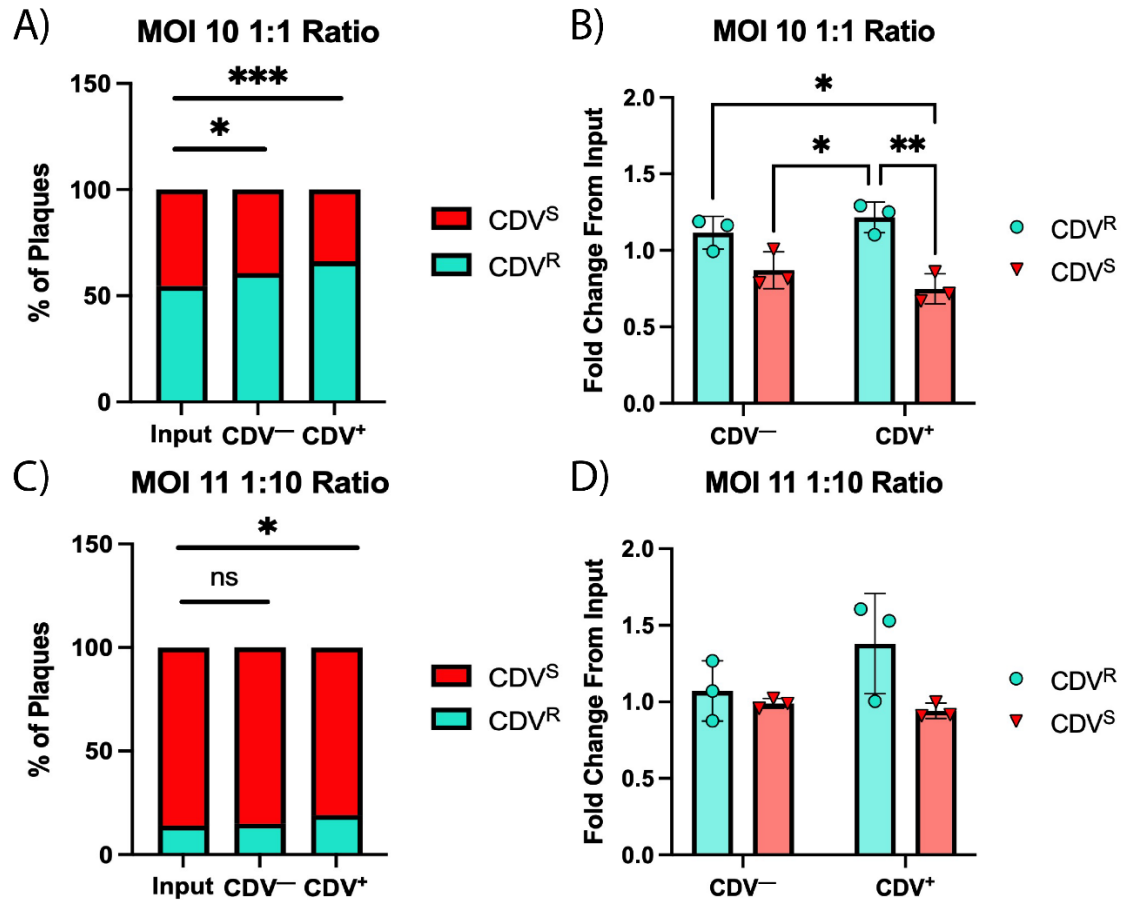 A)
MOI 10 1:1 Ratio
***
*
150
100
50
0
% of Plaques
Input CDV— CDV⁺
CDVˢ
CDVᴿ
B)
MOI 10 1:1 Ratio
*
* **
2.0
1.5
1.0
0.5
0.0
Fold Change From Input
CDV— CDV⁺
CDVᴿ
CDVˢ
C)
MOI 11 1:10 Ratio
*
ns
150
100
50
0
% of Plaques
Input CDV— CDV⁺
CDVˢ
CDVᴿ
D)
MOI 11 1:10 Ratio
2.0
1.5
1.0
0.5
0.0
Fold Change From Input
CDV— CDV⁺
CDVᴿ
CDVˢ